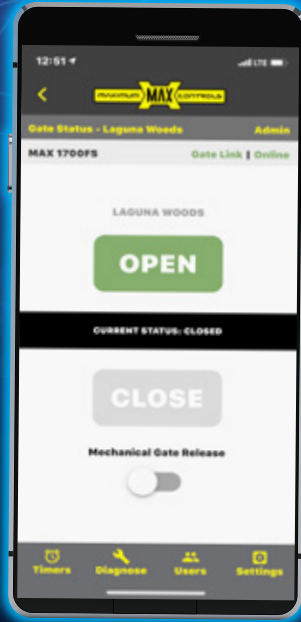 12:51
LTE
MAXIMUM MAX CONTROLS
Gate Status - Laguna Woods Admin
MAX 1700FS Gate Link | Online
LAGUNA WOODS
OPEN
CURRENT STATUS: CLOSED
CLOSE
Mechanical Gate Release
Timers Diagnose Users Settings